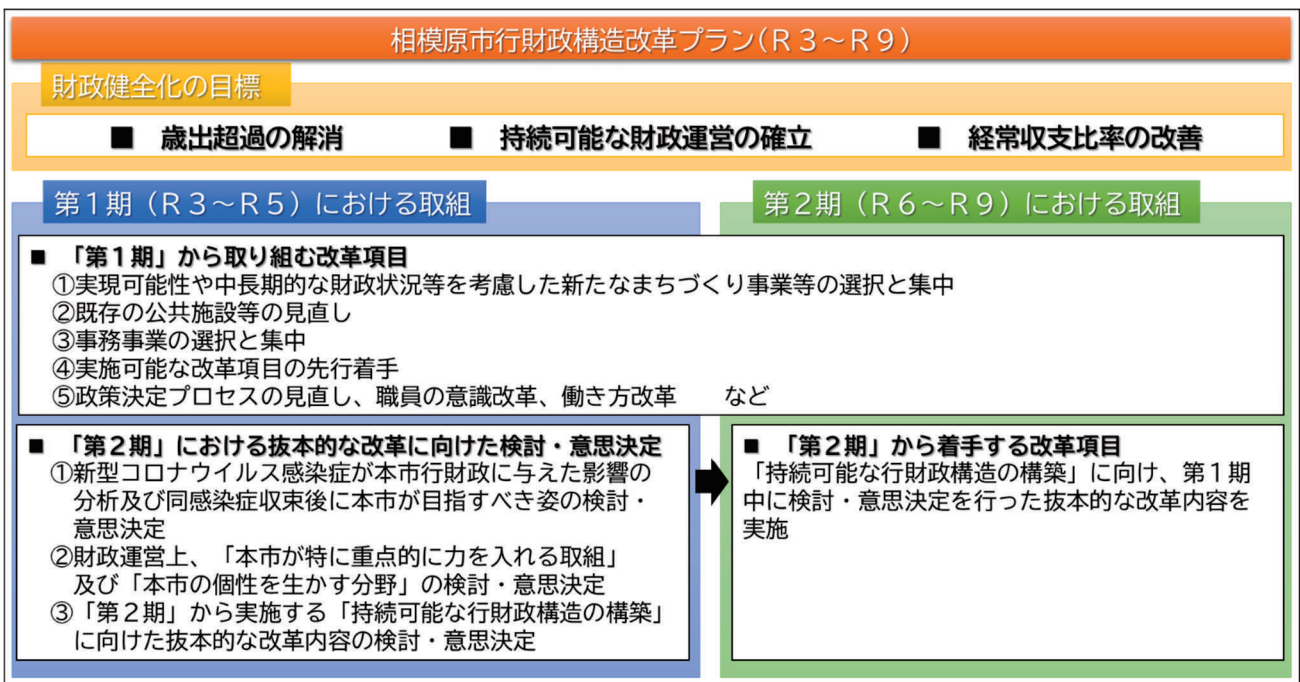 相模原市行財政構造改革プラン(R3~R9)
財政健全化の目標
■ 歳出超過の解消 ■ 持続可能な財政運営の確立 ■ 経常収支比率の改善
第1期(R3~R5)における取組
第2期(R6~R9)における取組
■ 「第1期」から取り組む改革項目
①実現可能性や中長期的な財政状況等を考慮した新たなまちづくり事業等の選択と集中
②既存の公共施設等の見直し
③事務事業の選択と集中
④実施可能な改革項目の先行着手
⑤政策決定プロセスの見直し、職員の意識改革、働き方改革 など
■ 「第2期」における抜本的な改革に向けた検討・意思決定
①新型コロナウイルス感染症が本市行財政に与えた影響の
分析及び同感染症収束後に本市が目指すべき姿の検討・
意思決定
②財政運営上、「本市が特に重点的に力を入れる取組」
及び「本市の個性を生かす分野」の検討・意思決定
③「第2期」から実施する「持続可能な行財政構造の構築」
に向けた抜本的な改革内容の検討・意思決定
■ 「第2期」から着手する改革項目
「持続可能な行財政構造の構築」に向け、第1期
中に検討・意思決定を行った抜本的な改革内容を
実施